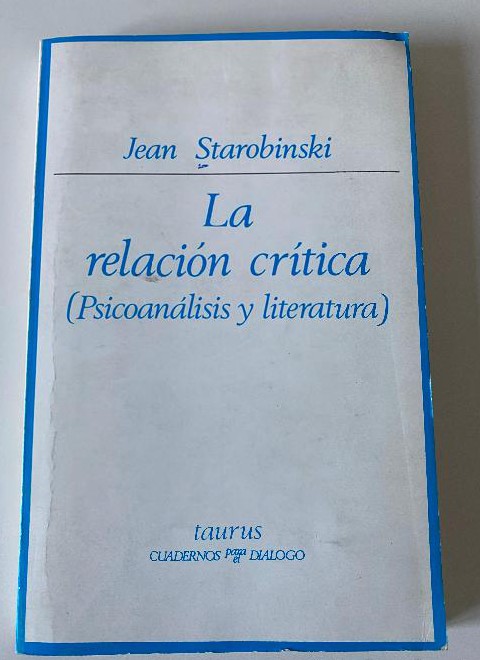 Jean Starobinski
La
relación crítica
(Psicoanálisis y literatura)
taurus
CUADERNOS para el DIALOGO